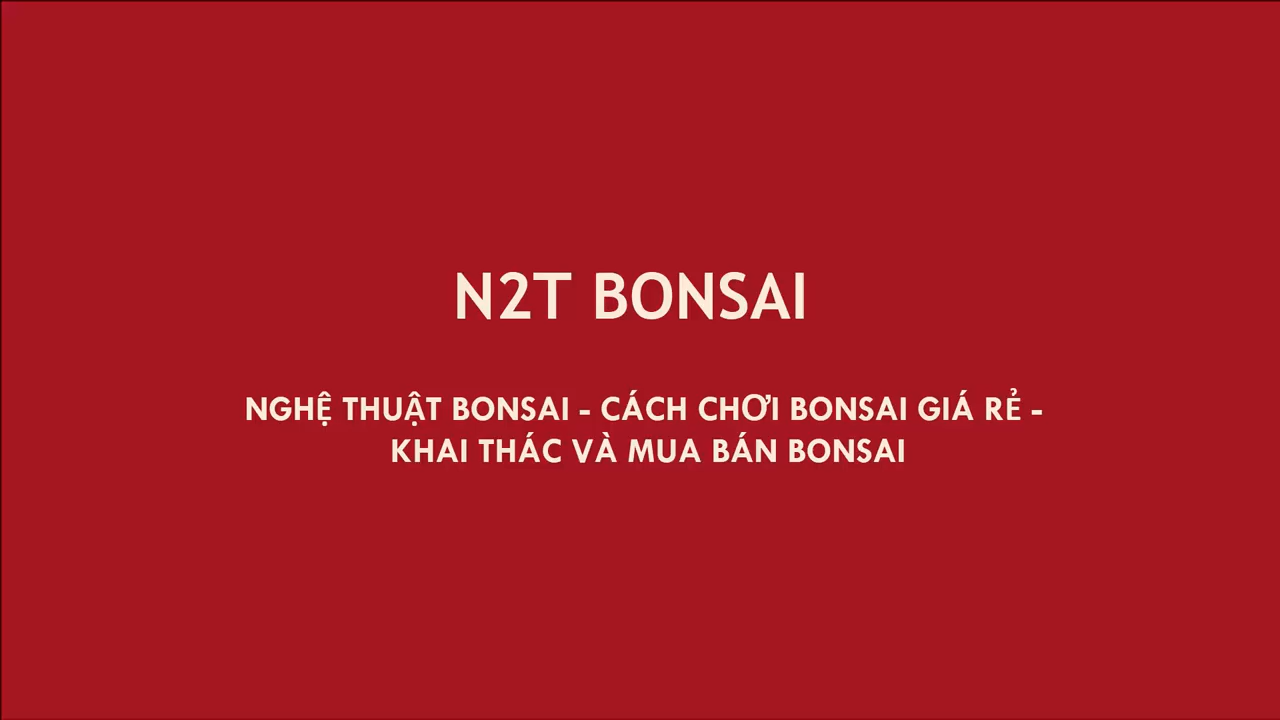 N2T BONSAI
NGHỆ THUẬT BONSAI - CÁCH CHƠI BONSAI GIÁ RẺ -
KHAI THÁC VÀ MUA BÁN BONSAI